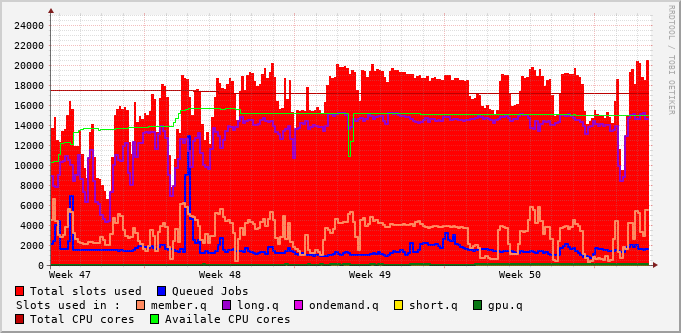 24000
22000
20000
18000
16000
14000
12000
10000
8000
6000
4000
2000
0
Week 47 Week 48 Week 49 Week 50
Total slots used Queued Jobs
Slots used in : member.q long.q ondemand.q short.q gpu.q
Total CPU cores Availale CPU cores
RRDTOOL / TOBI OETIKER